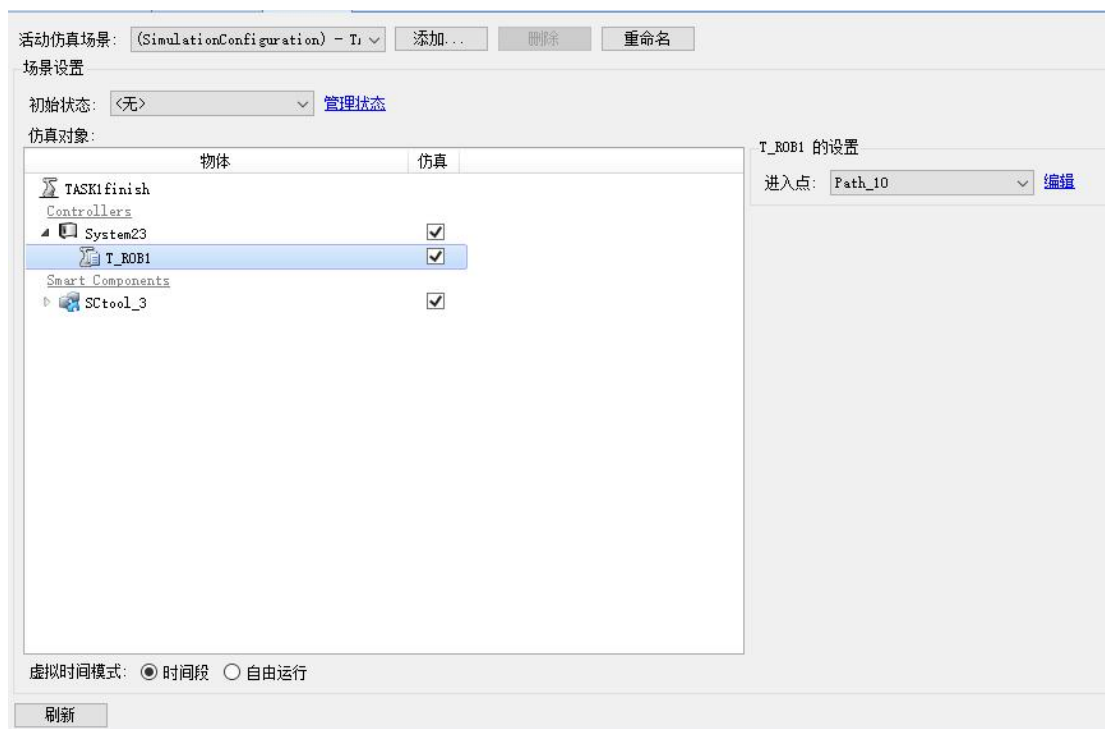 活动仿真场景: (SimulationConfiguration) - T 添加... 删除 重命名
场景设置
初始状态: <无> 管理状态
仿真对象:
T_ROB1 的设置
物体 仿真
进入点: Path_10 编辑
TASK1finish
Controllers
System23
T_ROB1
Smart Components
SCtool_3
虚拟时间模式: 时间段 自由运行
刷新